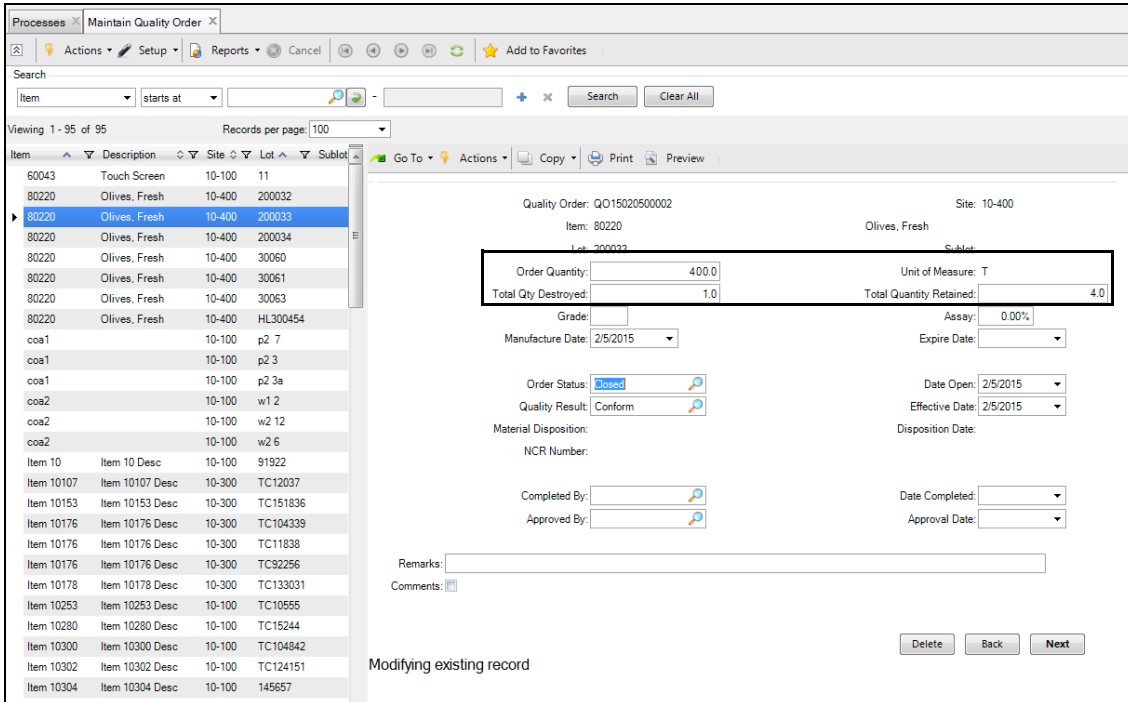 Processes Maintain Quality Order
Actions Setup Reports Cancel Add to Favorites
Search
Item starts at - Search Clear All
Viewing 1 - 95 of 95 Records per page: 100
Item Description Site Lot Sublot
60043 Touch Screen 10-100 11
80220 Olives, Fresh 10-400 200032
80220 Olives, Fresh 10-400 200033
80220 Olives, Fresh 10-400 200034
80220 Olives, Fresh 10-400 30060
80220 Olives, Fresh 10-400 30061
80220 Olives, Fresh 10-400 30063
80220 Olives, Fresh 10-400 HL300454
coa1 10-100 p2 7
coa1 10-100 p2 3
coa1 10-100 p2 3a
coa2 10-100 w1 2
coa2 10-100 w2 12
coa2 10-100 w2 6
Item 10 Item 10 Desc 10-100 91922
Item 10107 Item 10107 Desc 10-300 TC12037
Item 10153 Item 10153 Desc 10-300 TC151836
Item 10176 Item 10176 Desc 10-300 TC104339
Item 10176 Item 10176 Desc 10-300 TC11838
Item 10176 Item 10176 Desc 10-300 TC92256
Item 10178 Item 10178 Desc 10-300 TC133031
Item 10253 Item 10253 Desc 10-100 TC10555
Item 10280 Item 10280 Desc 10-100 TC15244
Item 10300 Item 10300 Desc 10-100 TC104842
Item 10302 Item 10302 Desc 10-100 TC124151
Item 10304 Item 10304 Desc 10-100 145657
Go To Actions Copy Print Preview
Quality Order: QO15020500002 Site: 10-400
Item: 80220 Olives, Fresh
Lot: 200033 Sublot:
Order Quantity: 400.0 Unit of Measure: T
Total Qty Destroyed: 1.0 Total Quantity Retained: 4.0
Grade: Assay: 0.00%
Manufacture Date: 2/5/2015 Expire Date:
Order Status: Closed Date Open: 2/5/2015
Quality Result: Conform Effective Date: 2/5/2015
Material Disposition: Disposition Date:
NCR Number:
Completed By: Date Completed:
Approved By: Approval Date:
Remarks:
Comments:
Delete Back Next
Modifying existing record